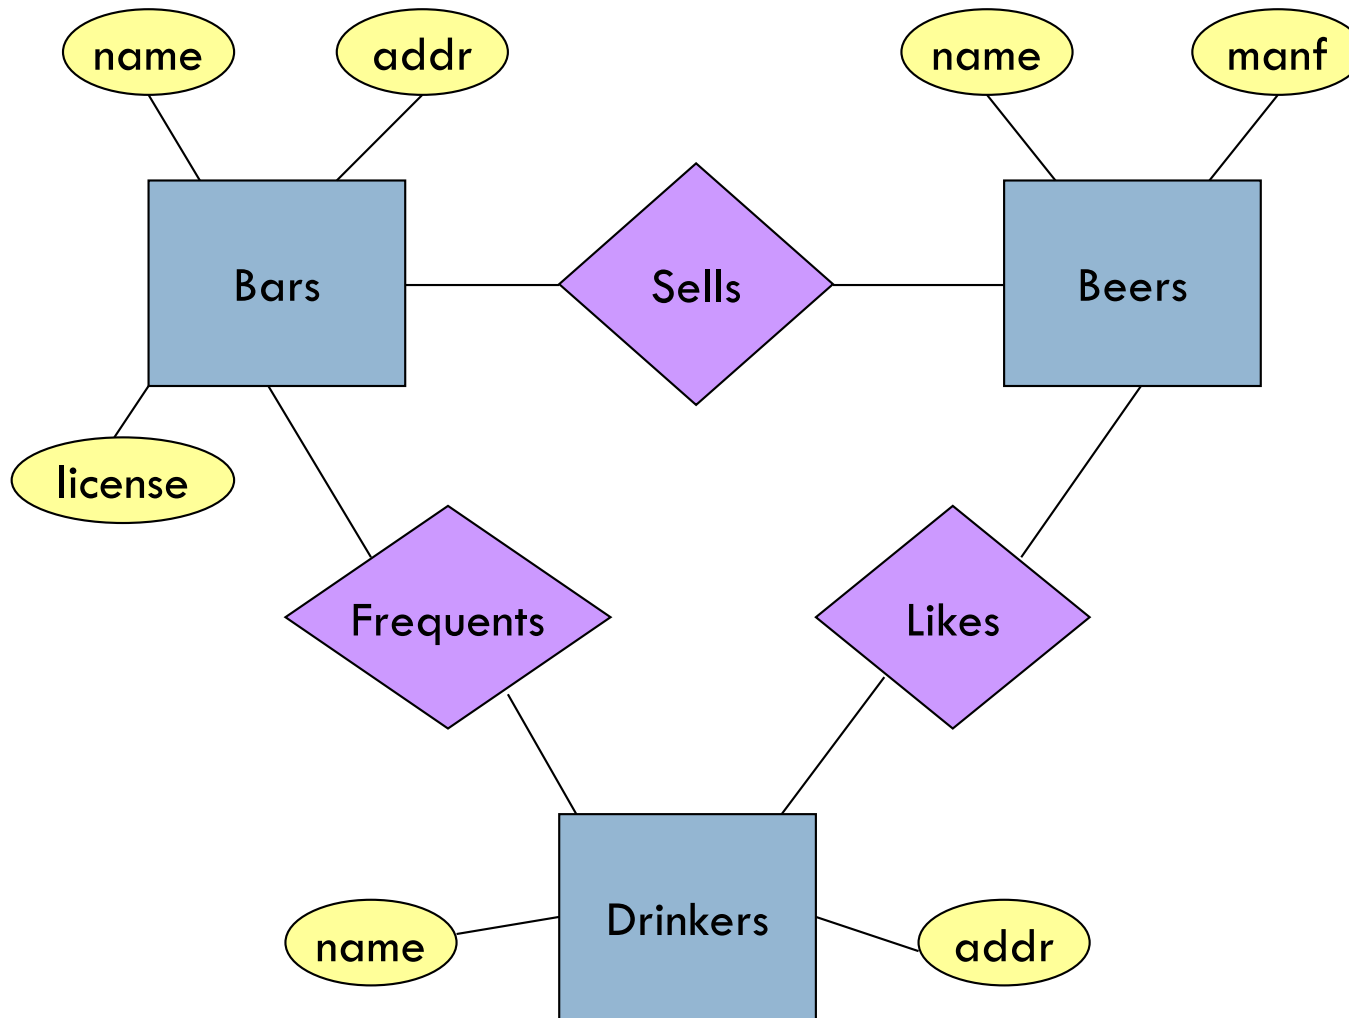 name
addr
name
manf
Bars
Sells
Beers
license
Frequents
Likes
name
Drinkers
addr